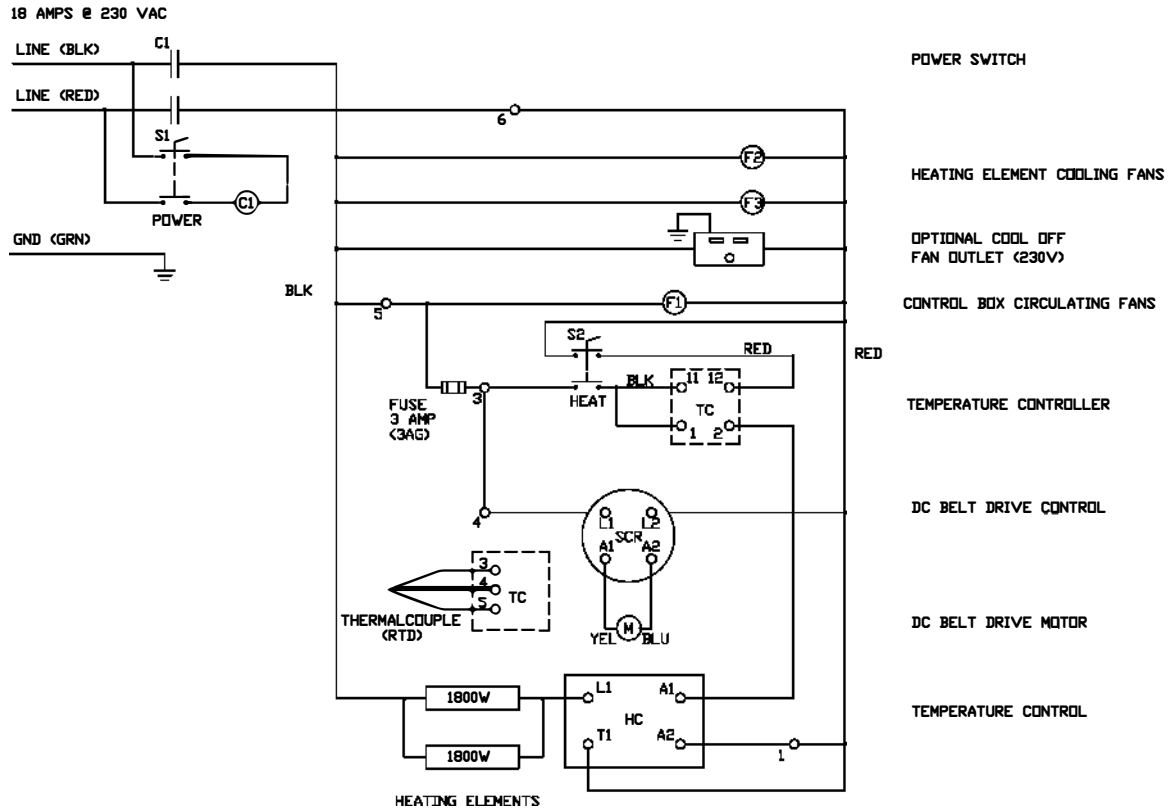 18 AMPS @ 230 VAC
LINE (BLK)
C1
POWER SWITCH
LINE (RED)
6
S1
F2
HEATING ELEMENT COOLING FANS
C1
F3
POWER
GND (GRN)
OPTIONAL COOL OFF
FAN OUTLET (230V)
BLK
5
F1
CONTROL BOX CIRCULATING FANS
S2
RED
RED
BLK
11 12
3
HEAT
TC
FUSE
3 AMP
(3AG)
1 2
TEMPERATURE CONTROLLER
4
L1 L2
SCR
DC BELT DRIVE CONTROL
A1 A2
3
4
TC
5
THERMALCOUPLE
(RTD)
YEL
M
BLU
DC BELT DRIVE MOTOR
1800W
L1
A1
HC
TEMPERATURE CONTROL
T1
A2
1
1800W
HEATING ELEMENTS